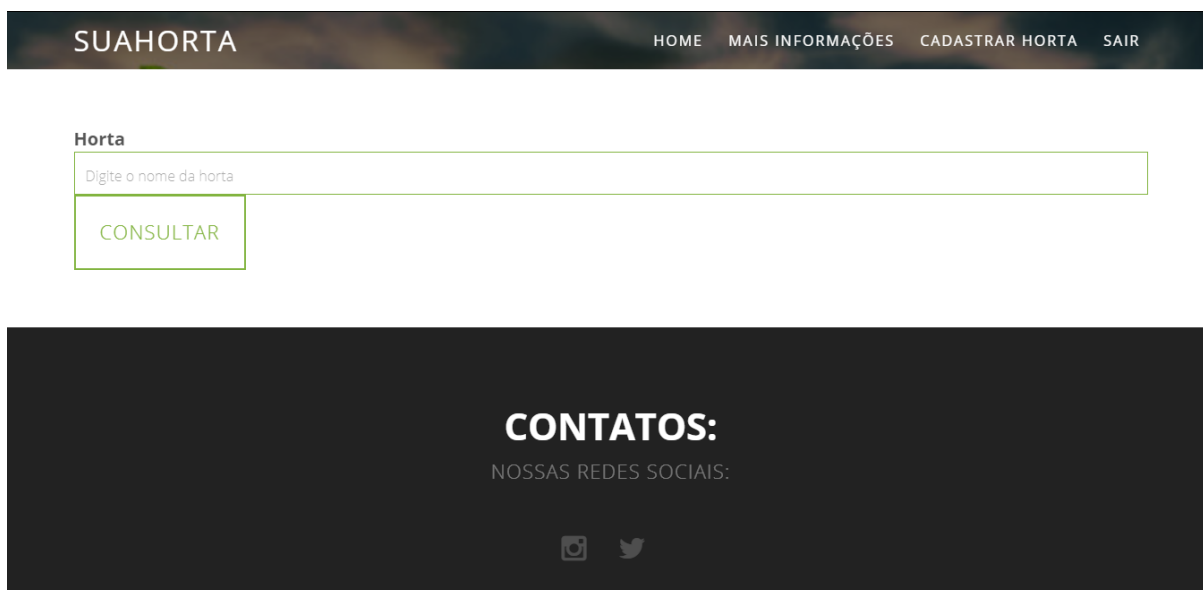 SUAHORTA HOME MAIS INFORMAÇÕES CADASTRAR HORTA SAIR
Horta
Digite o nome da horta
CONSULTAR
CONTATOS:
NOSSAS REDES SOCIAIS: